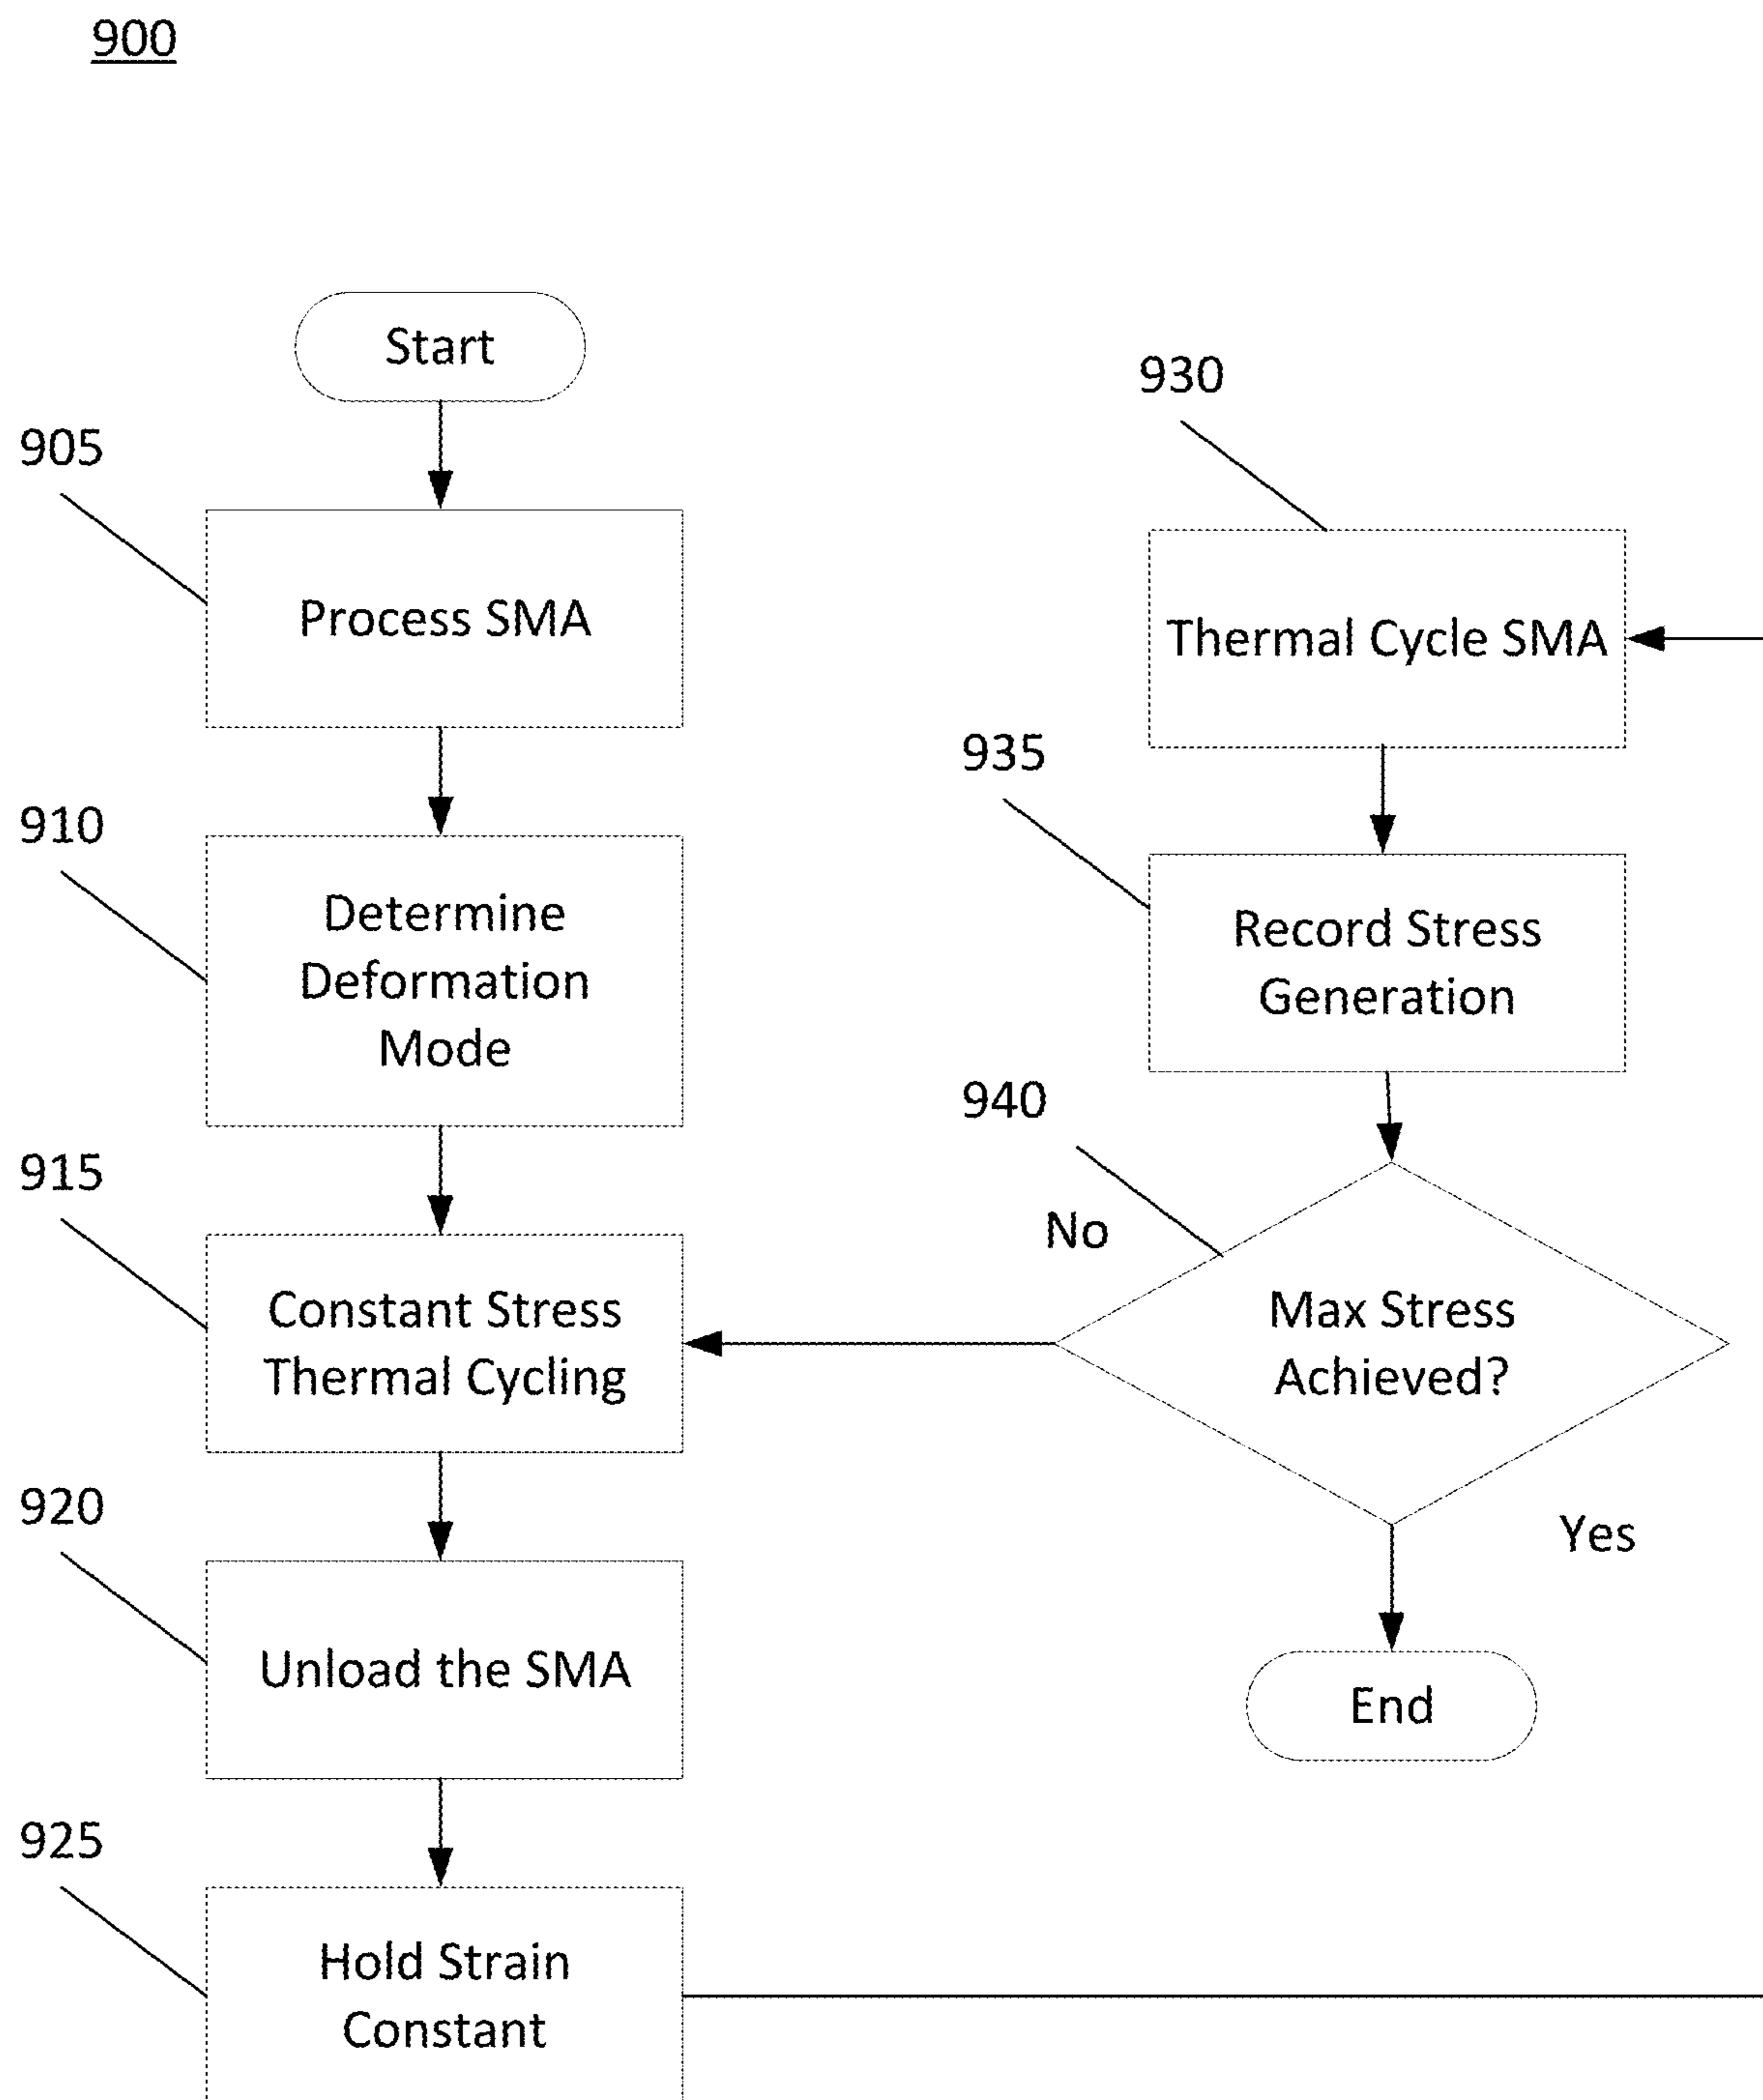 900
Start
905
Process SMA
910
Determine
Deformation
Mode
915
Constant Stress
Thermal Cycling
920
Unload the SMA
925
Hold Strain
Constant
930
Thermal Cycle SMA
935
Record Stress
Generation
940
No
Max Stress
Achieved?
Yes
End